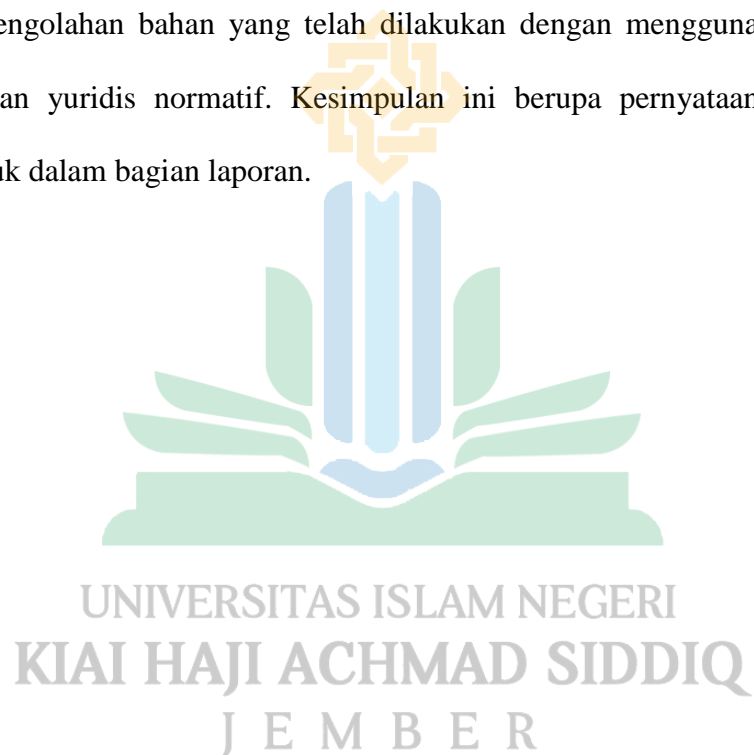 engolahan bahan yang telah dilakukan dengan mengguna
an yuridis normatif. Kesimpulan ini berupa pernyataan
uk dalam bagian laporan.
UNIVERSITAS ISLAM NEGERI
KIAI HAJI ACHMAD SIDDIQ
JEMBER